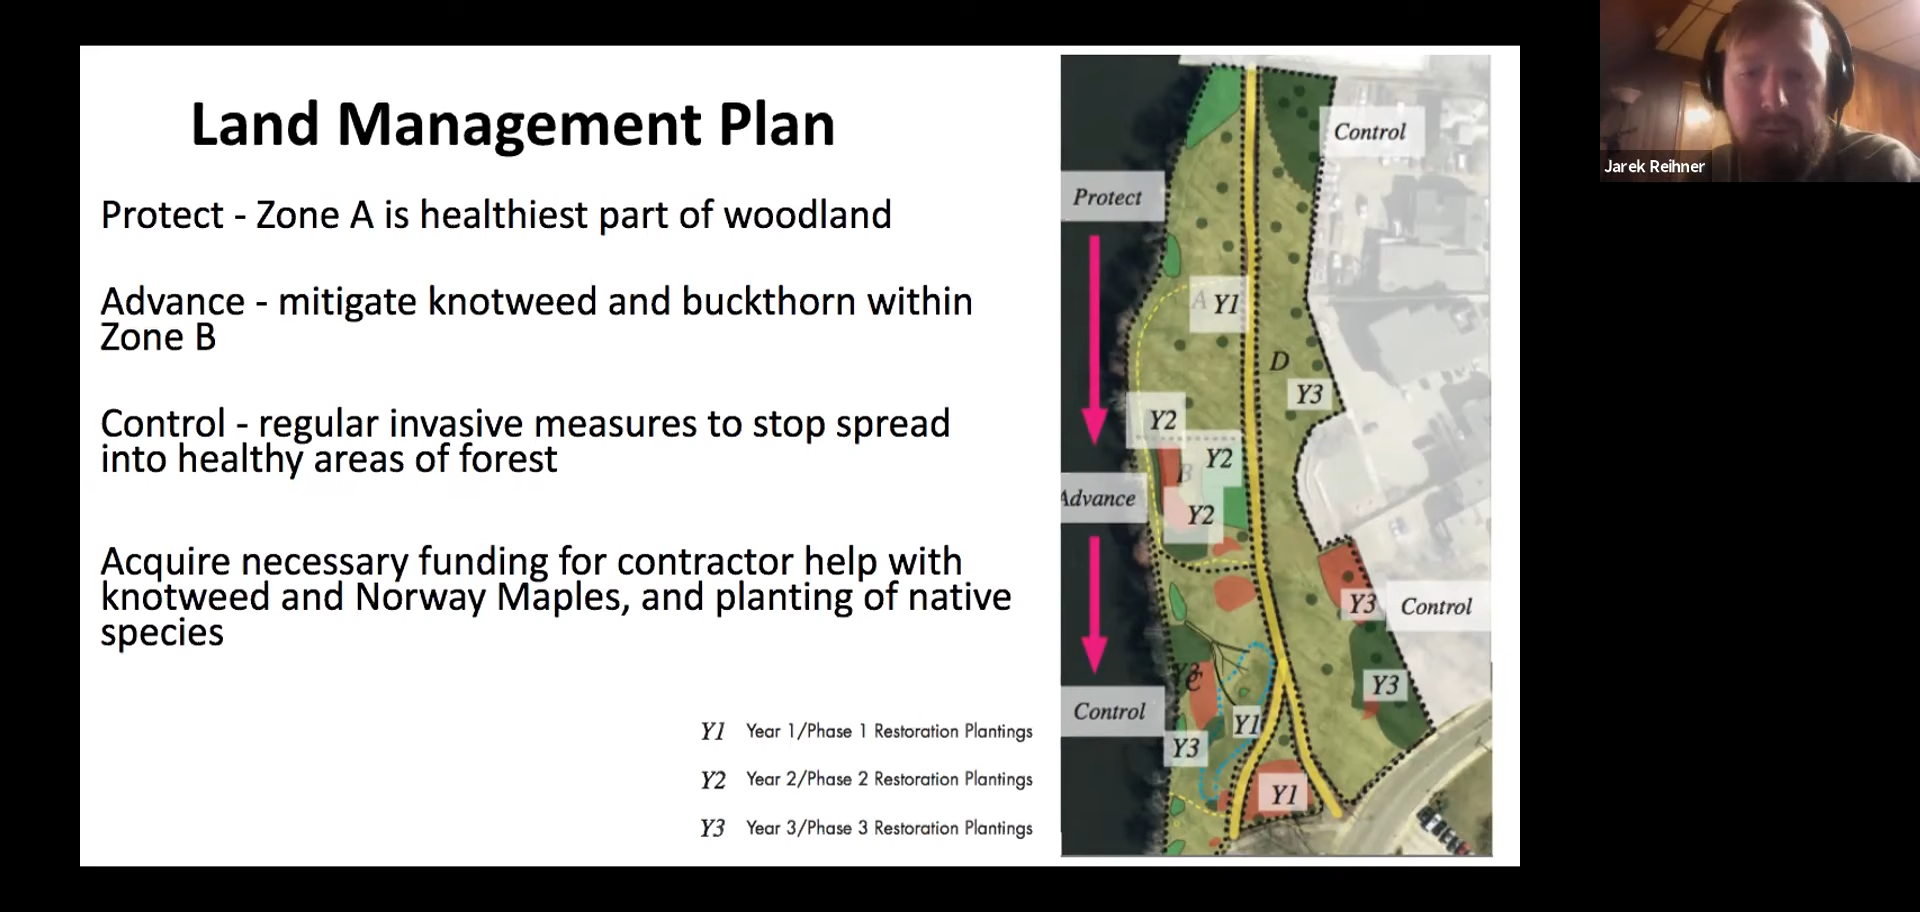 Land Management Plan
Protect - Zone A is healthiest part of woodland
Advance - mitigate knotweed and buckthorn within
Zone B
Control - regular invasive measures to stop spread
into healthy areas of forest
Acquire necessary funding for contractor help with
knotweed and Norway Maples, and planting of native
species
Y1 Year 1/Phase 1 Restoration Plantings
Y2 Year 2/Phase 2 Restoration Plantings
Y3 Year 3/Phase 3 Restoration Plantings
Control
Protect
A Y1
D
Y3
Y2
Y2
B
Advance
Y2
Y3 Control
Y3
C
Y3
Control
Y1
Y3
Y1
Jarek Reihner